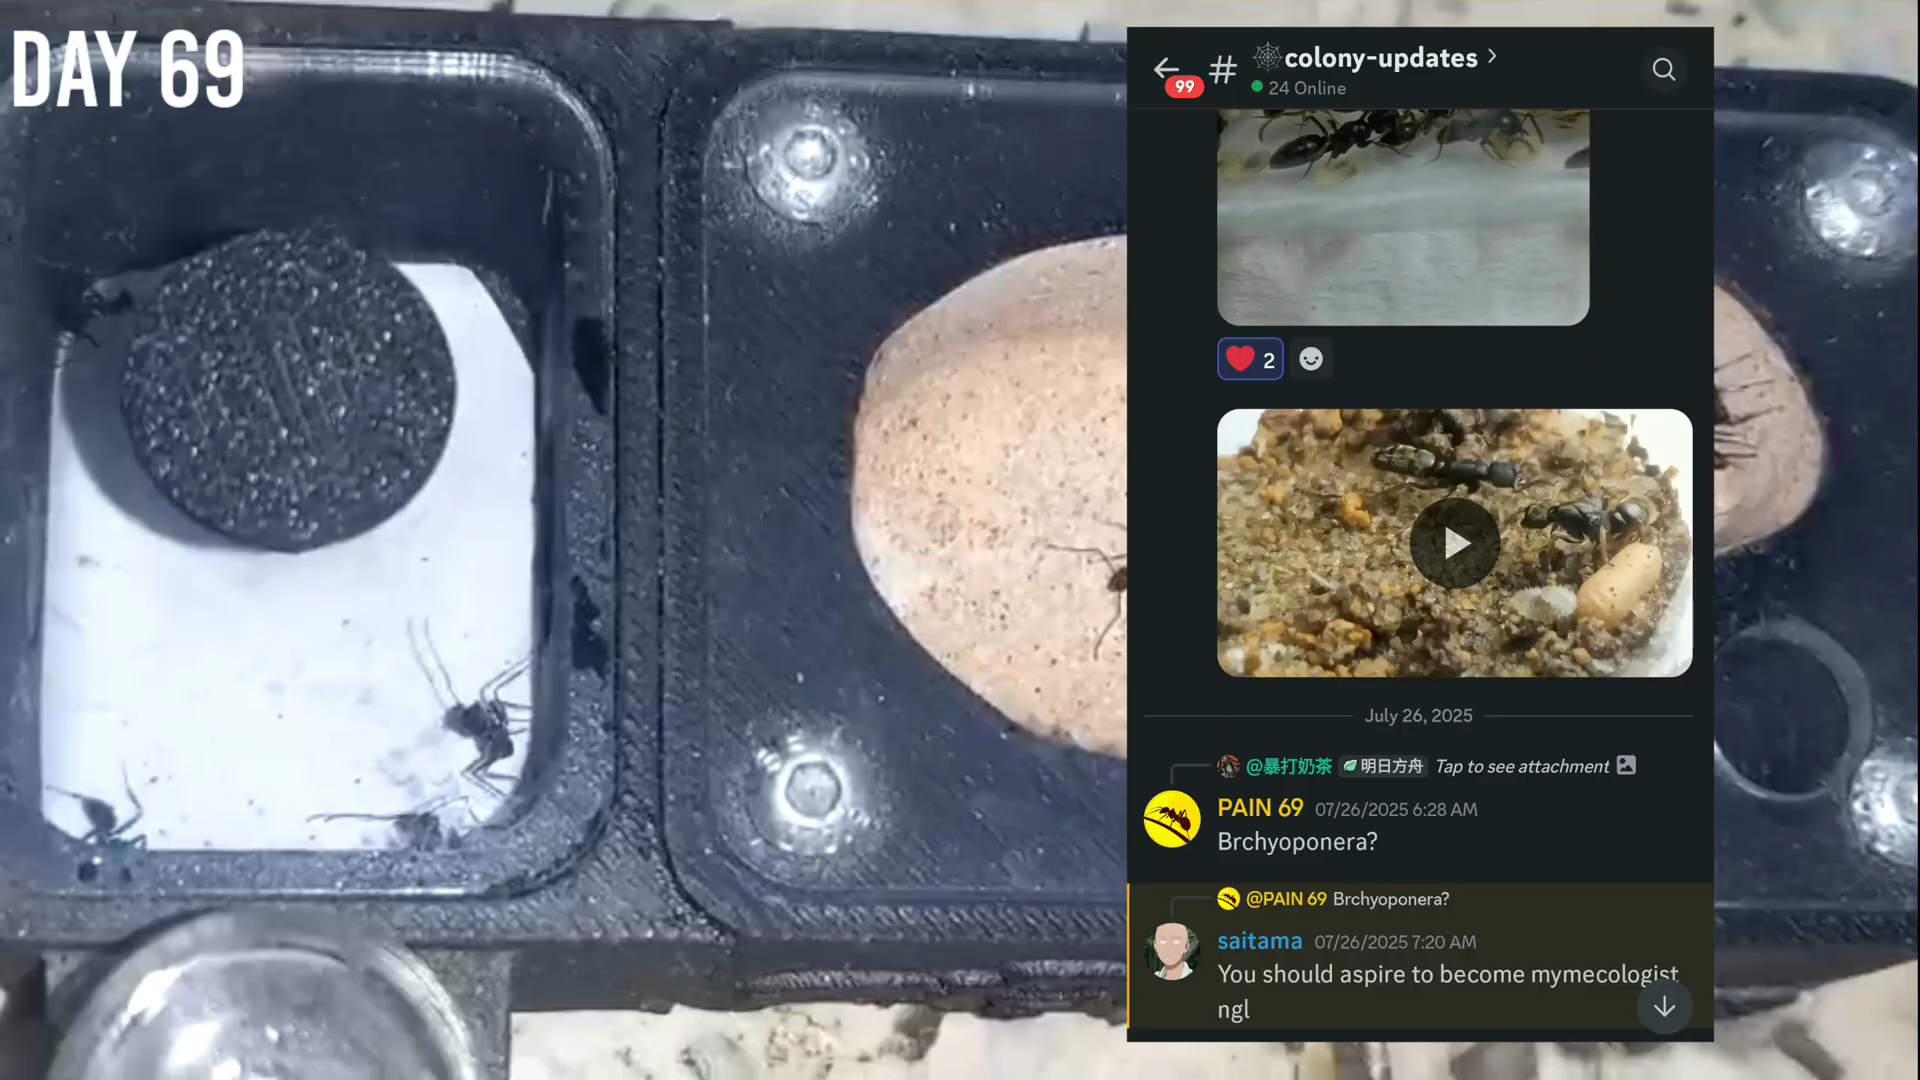 DAY 69
99
#
colony-updates
24 Online
2
July 26, 2025
@暴打奶茶 明日方舟 Tap to see attachment
PAIN 69 07/26/2025 6:28 AM
Brchyoponera?
@PAIN 69 Brchyoponera?
saitama 07/26/2025 7:20 AM
You should aspire to become mymecologist
ngl